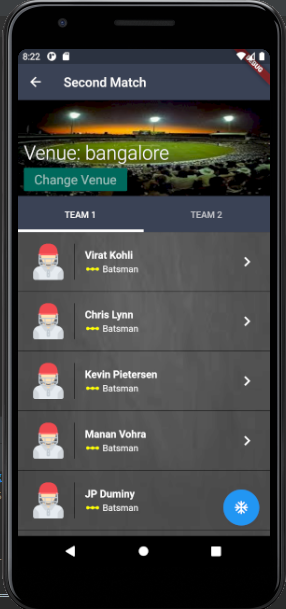 8:22
DEBUG
Second Match
Venue: bangalore
Change Venue
TEAM 1
TEAM 2
Virat Kohli
Batsman
Chris Lynn
Batsman
Kevin Pietersen
Batsman
Manan Vohra
Batsman
JP Duminy
Batsman